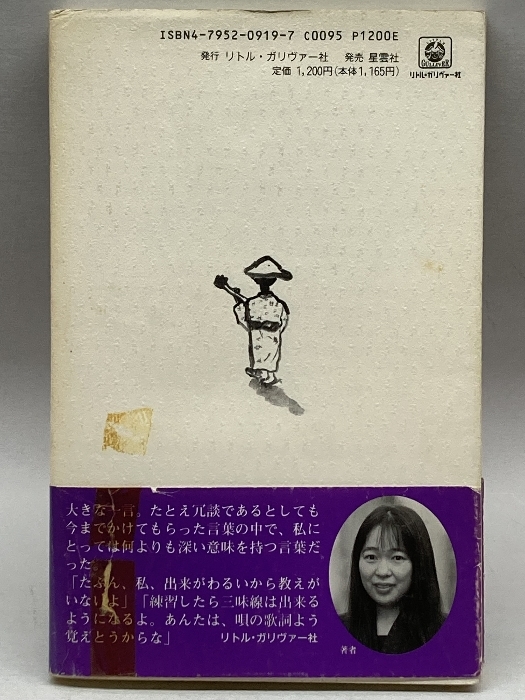 ISBN4-7952-0919-7 C0095 P1200E
発行 リトル・ガリヴァー社 発売 星雲社
定価 1,200円(本体1,165円)
リトル・ガリヴァー社
大きな一言。たとえ冗談であるとしても
今までかけてもらった言葉の中で、私に
とっては何よりも深い意味を持つ言葉だ
った。
「たぶん、私、出来がわるいから教えが
いないよ」「練習したら三味線は出来る
ようになるよ。あんたは、唄の歌詞よう
覚えとうからな」
リトル・ガリヴァー社
著者